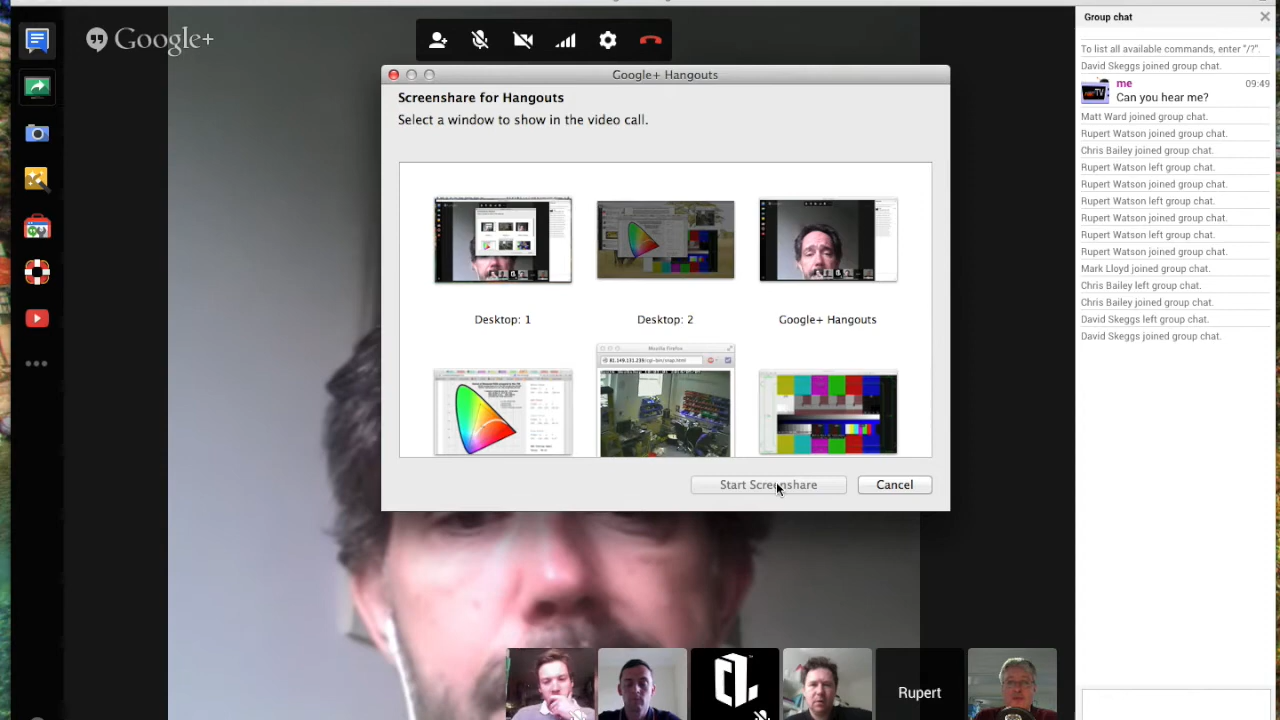 Google+
Google+ Hangouts
Screenshare for Hangouts
Select a window to show in the video call.
Desktop: 1
Desktop: 2
Google+ Hangouts
Mozilla Firefox
Start Screenshare
Cancel
CL
Rupert
Group chat
To list all available commands, enter "/?".
David Skeggs joined group chat.
me 09:49
Can you hear me?
Matt Ward joined group chat.
Rupert Watson joined group chat.
Chris Bailey joined group chat.
Rupert Watson left group chat.
Rupert Watson joined group chat.
Rupert Watson left group chat.
Rupert Watson joined group chat.
Rupert Watson left group chat.
Rupert Watson joined group chat.
Mark Lloyd joined group chat.
Chris Bailey left group chat.
Chris Bailey joined group chat.
David Skeggs left group chat.
David Skeggs joined group chat.